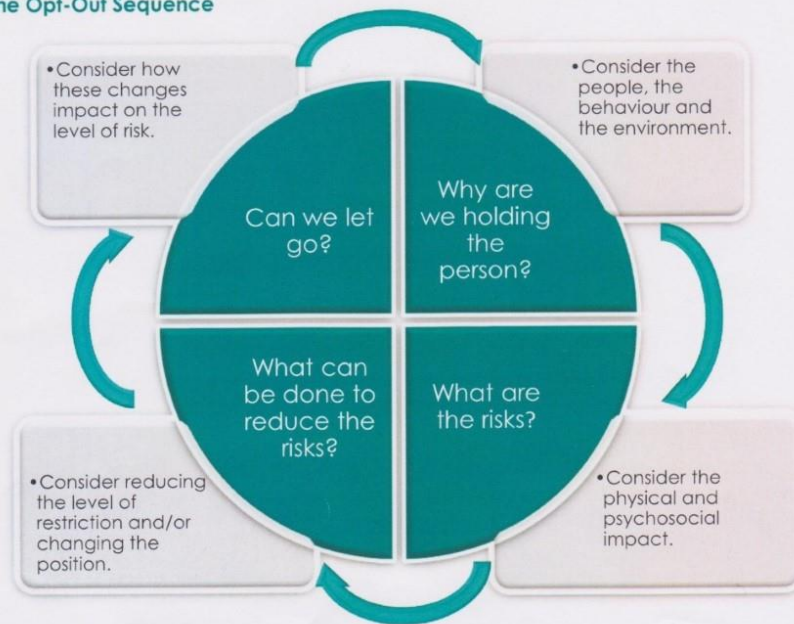 The Opt-Out Sequence
•Consider how
these changes
impact on the
level of risk.
•Consider the
people, the
behaviour and
the environment.
Can we let
go?
Why are
we holding
the
person?
What can
be done to
reduce the
risks?
What are
the risks?
•Consider reducing
the level of
restriction and/or
changing the
position.
•Consider the
physical and
psychosocial
impact.